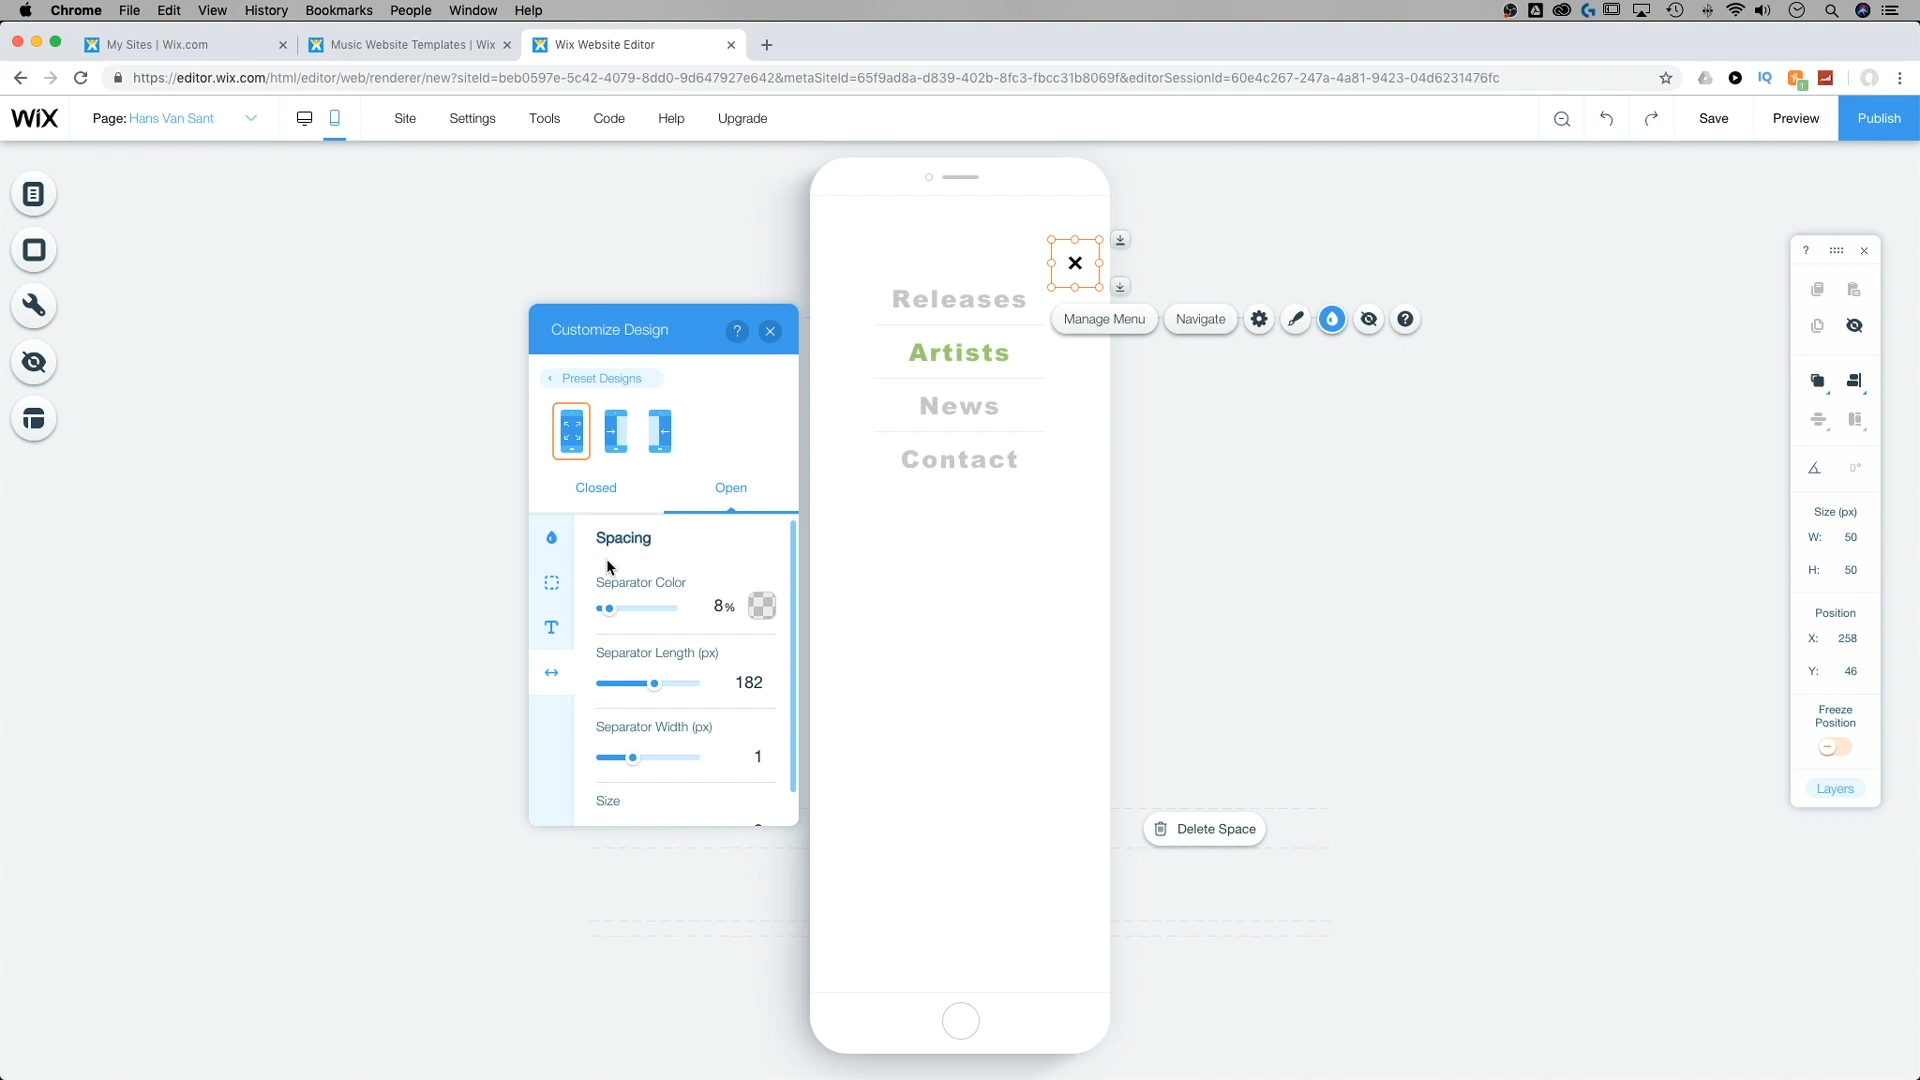 Chrome File Edit View History Bookmarks People Window Help
My Sites | Wix.com
Music Website Templates | Wix
Wix Website Editor
https://editor.wix.com/html/editor/web/renderer/new?siteId=beb0597e-5c42-4079-8dd0-9d647927e642&metaSiteId=65f9ad8a-d839-402b-8fc3-fbcc31b8069f&editorSessionId=60e4c267-247a-4a81-9423-04d6231476fc
IQ
1
WiX
Page: Hans Van Sant
Site Settings Tools Code Help Upgrade
Save Preview Publish
Releases
Artists
News
Contact
Manage Menu
Navigate
Customize Design
?
Preset Designs
Closed
Open
Spacing
Separator Color
8%
Separator Length (px)
182
Separator Width (px)
1
Size
Delete Space
?
0°
Size (px)
W: 50
H: 50
Position
X: 258
Y: 46
Freeze
Position
Layers